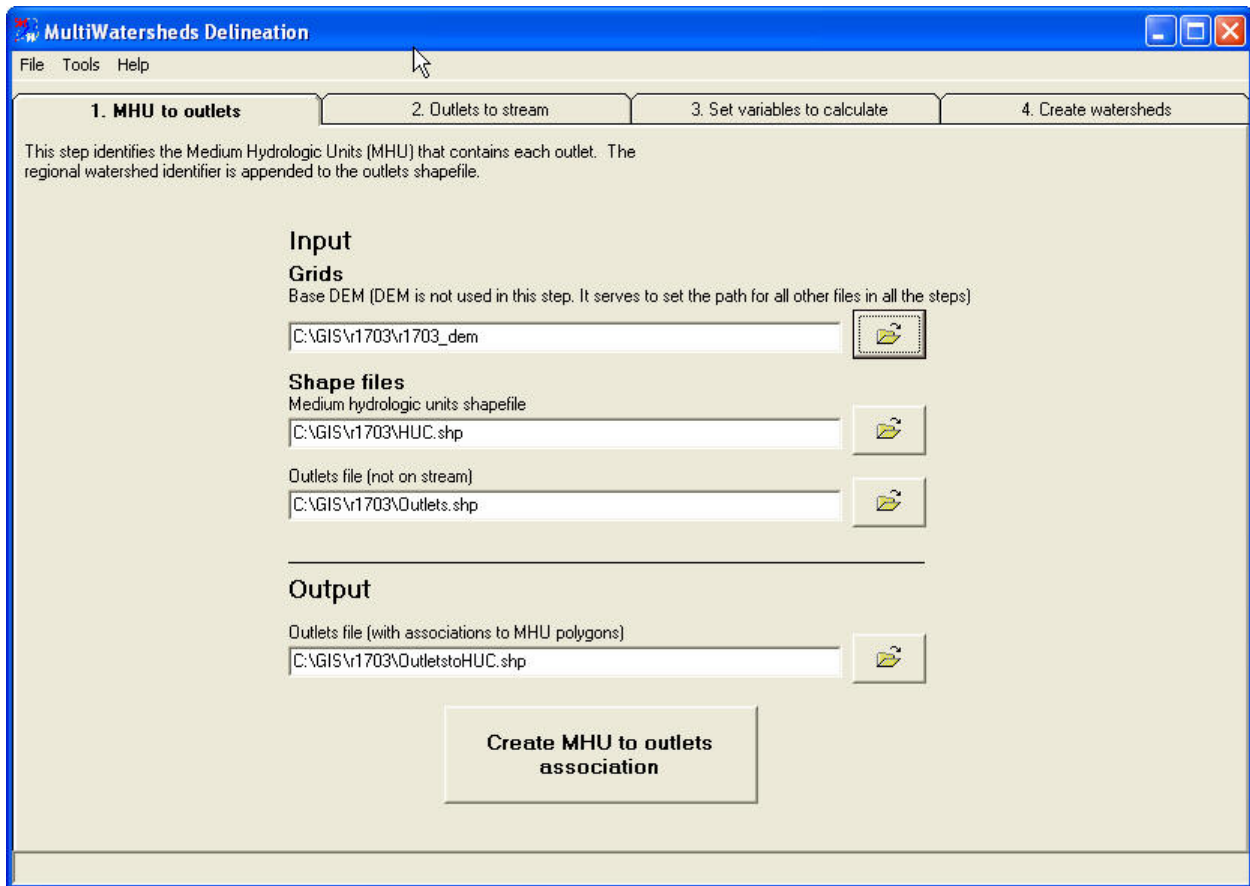 MultiWatersheds Delineation
File Tools Help
1. MHU to outlets
2. Outlets to stream
3. Set variables to calculate
4. Create watersheds
This step identifies the Medium Hydrologic Units (MHU) that contains each outlet. The
regional watershed identifier is appended to the outlets shapefile.
Input
Grids
Base DEM (DEM is not used in this step. It serves to set the path for all other files in all the steps)
C:\GIS\r1703\r1703_dem
Shape files
Medium hydrologic units shapefile
C:\GIS\r1703\HUC.shp
Outlets file (not on stream)
C:\GIS\r1703\Outlets.shp
Output
Outlets file (with associations to MHU polygons)
C:\GIS\r1703\OutletstoHUC.shp
Create MHU to outlets
association